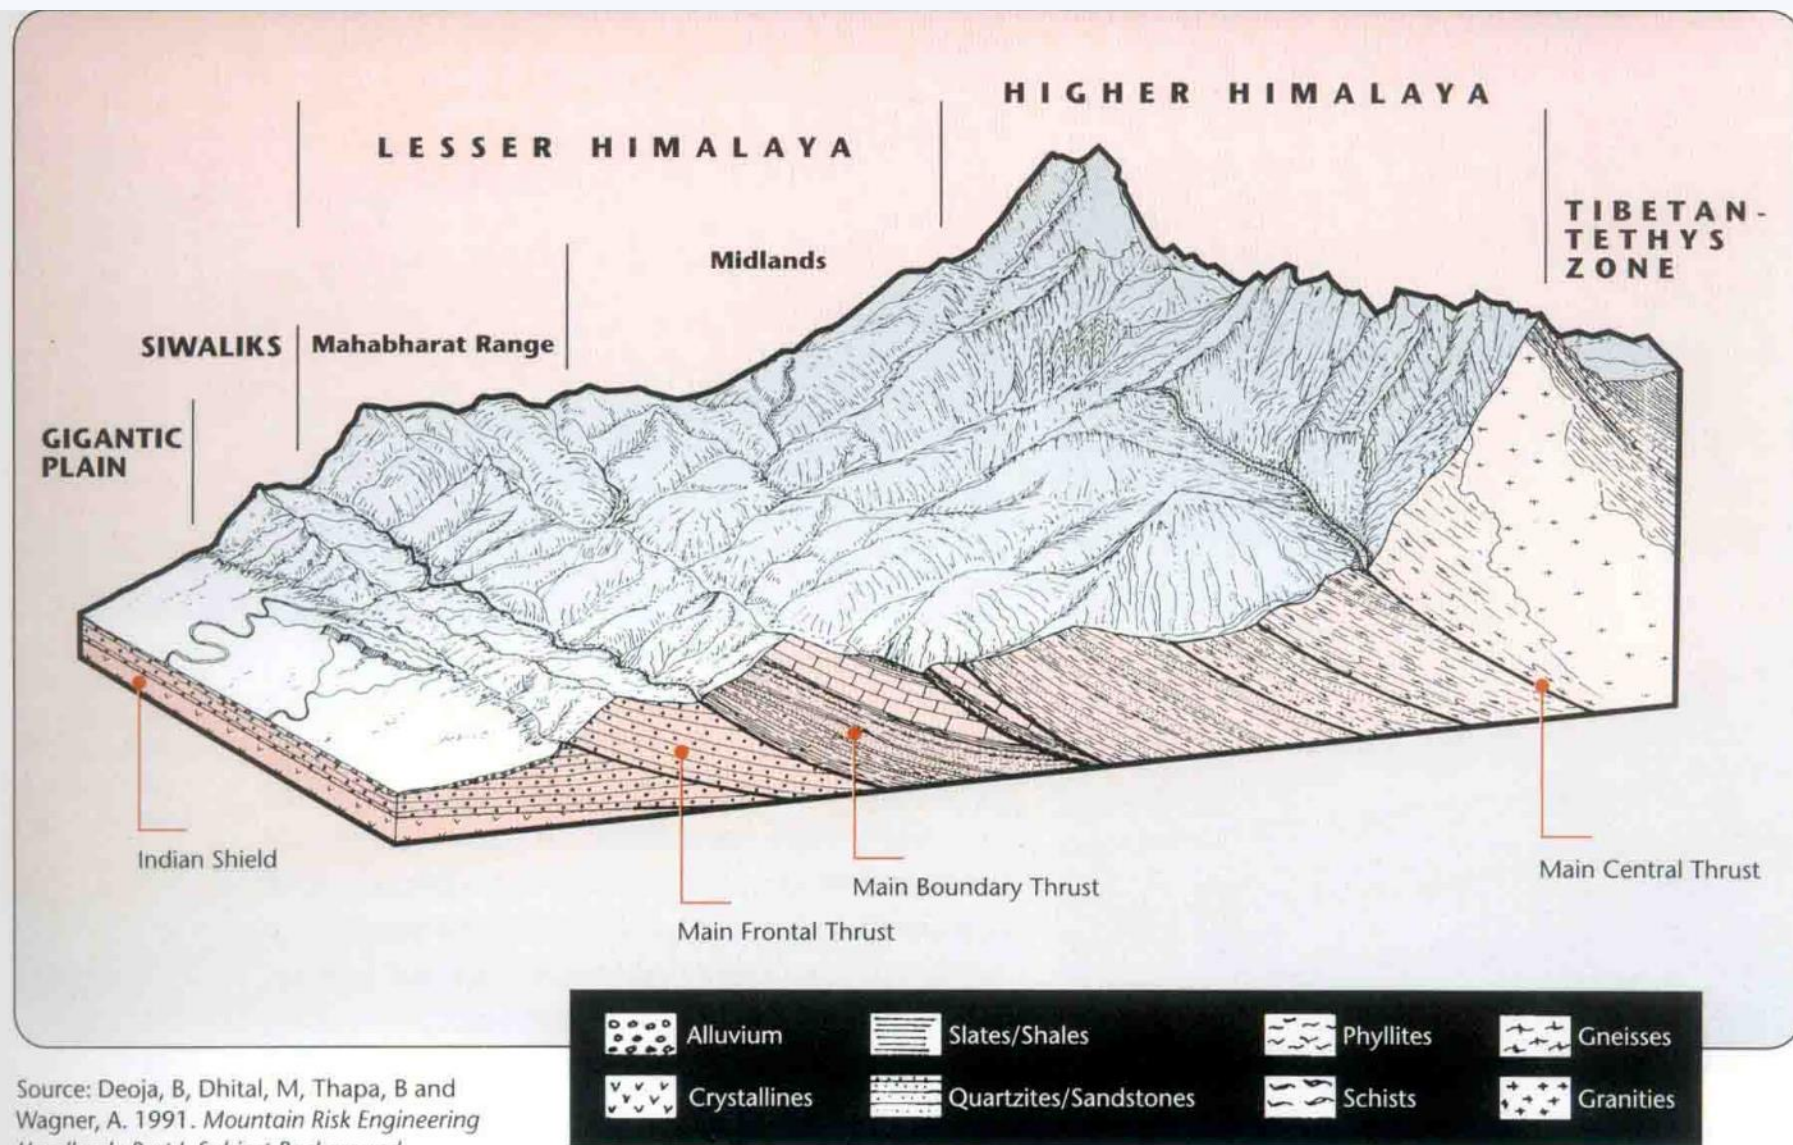 HIGHER HIMALAYA
LESSER HIMALAYA
TIBETAN-
TETHYS
ZONE
Midlands
SIWALIKS
Mahabharat Range
GIGANTIC
PLAIN
Indian Shield
Main Boundary Thrust
Main Central Thrust
Main Frontal Thrust
Alluvium
Slates/Shales
Phyllites
Gneisses
Crystallines
Quartzites/Sandstones
Schists
Granities
Source: Deoja, B, Dhital, M, Thapa, B and
Wagner, A. 1991. Mountain Risk Engineering